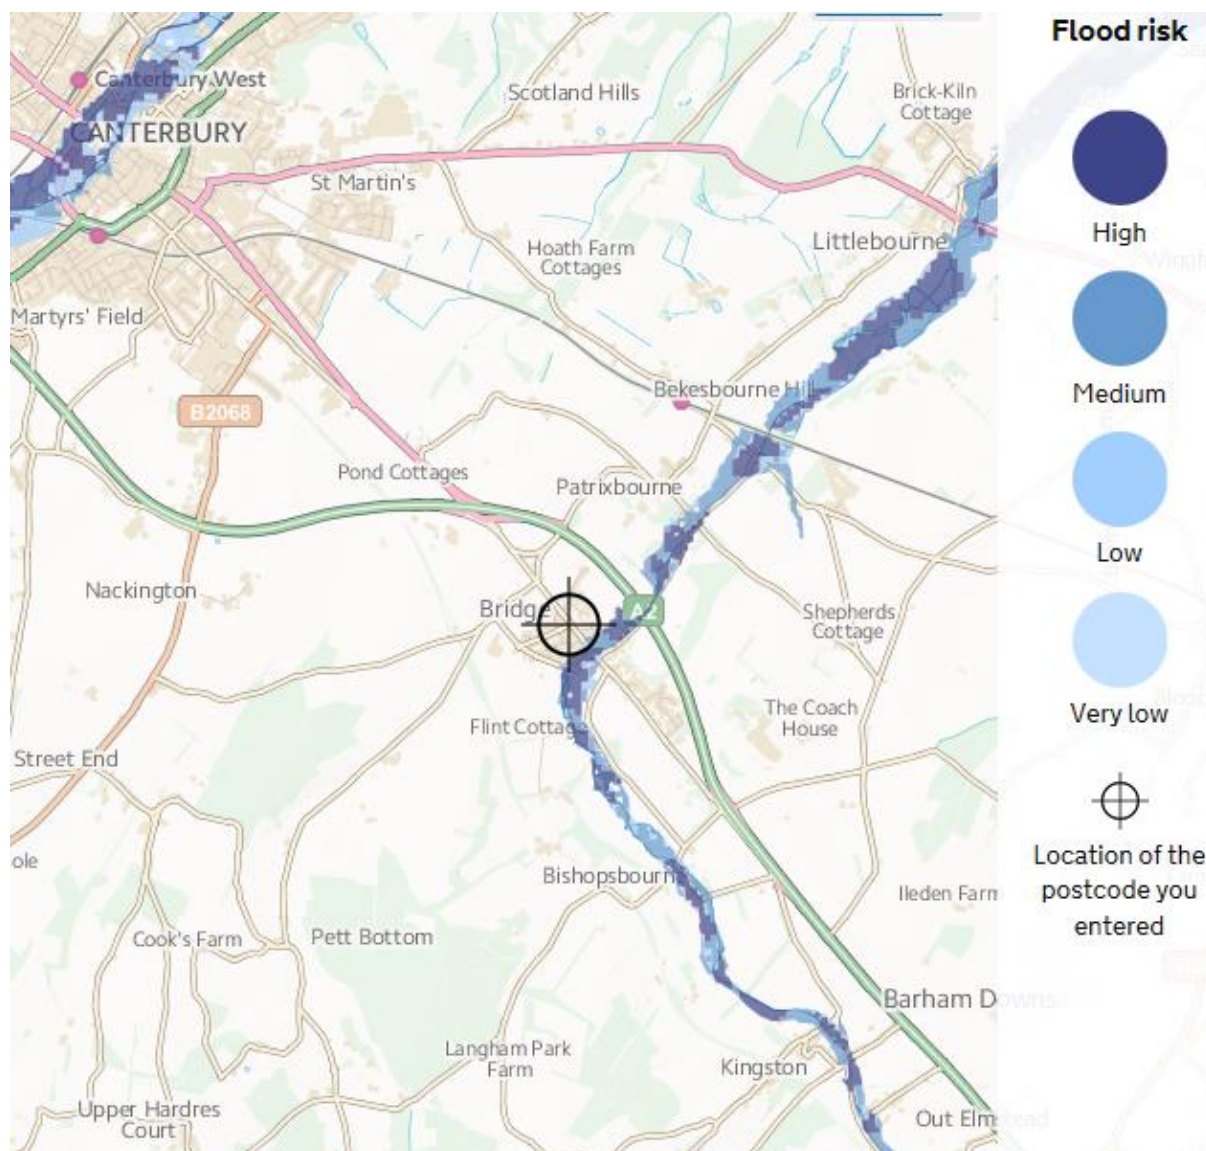 Flood risk
High
Medium
Low
Very low
Location of the
postcode you
entered
Canterbury West
CANTERBURY
Scotland Hills
Brick-Kiln
Cottage
St Martin's
Hoath Farm
Cottages
Littlebourne
Martyrs' Field
Bekesbourne Hill
B2068
Pond Cottages
Patrixbourne
Nackington
Bridge
A2
Shepherds
Cottage
The Coach
House
Flint Cottage
Street End
ole
Bishopsbourne
Ileden Farm
Cook's Farm
Pett Bottom
Barham Downs
Langham Park
Farm
Kingston
Upper Hardres
Court
Out Elmstead